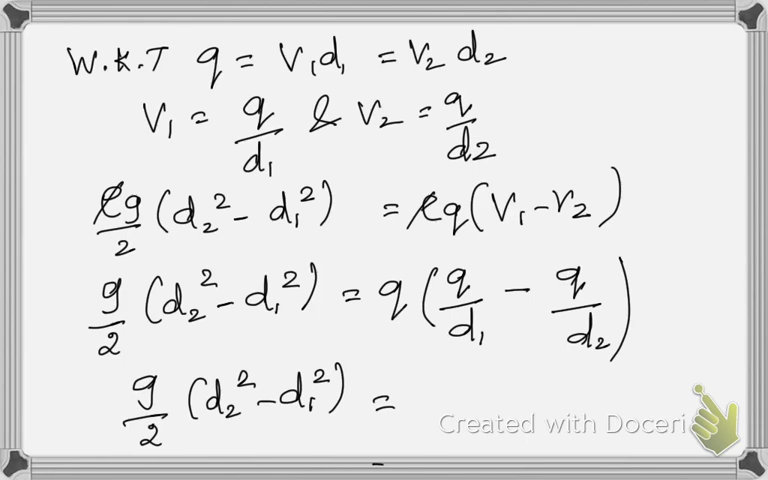 W.K.T q = V₁d₁ = V₂ d₂
V₁ = q/d₁ & V₂ = q/d₂
ρg/2 (d₂² - d₁²) = ρq(V₁-V₂)
g/2 (d₂² - d₁²) = q(q/d₁ - q/d₂)
g/2 (d₂² - d₁²) =
Created with Doceri